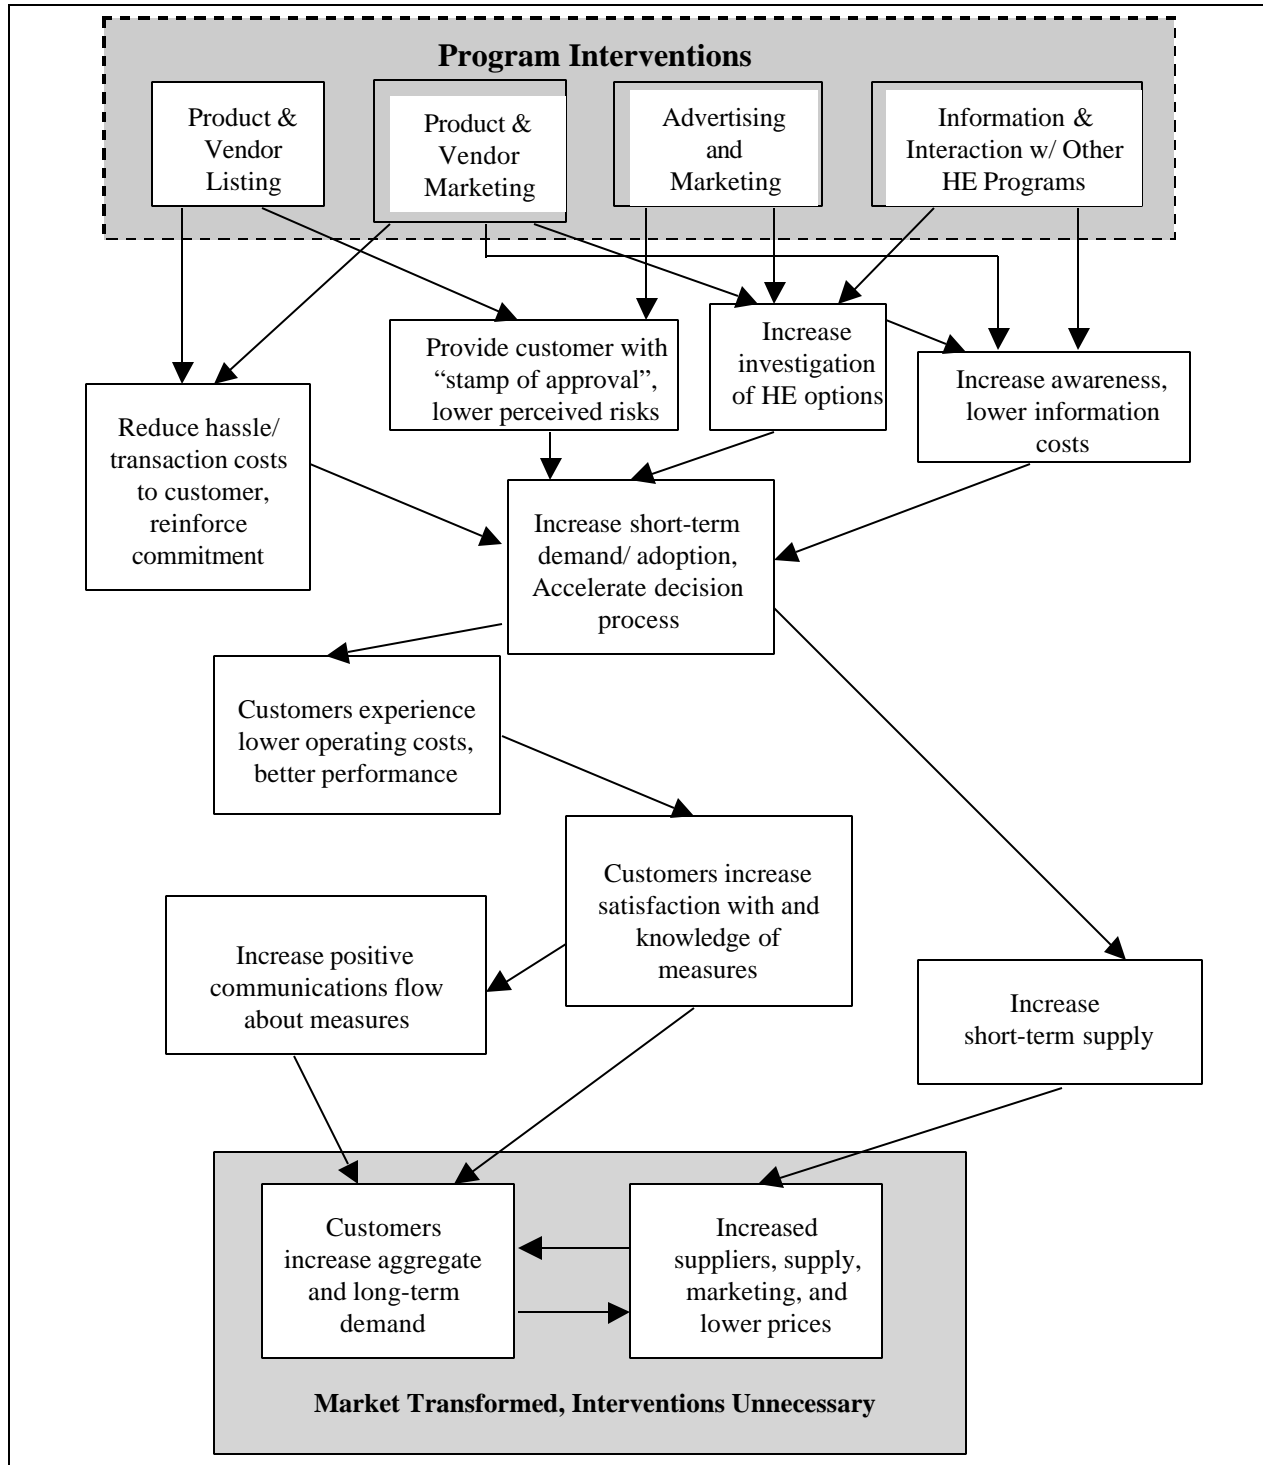 Program Interventions
Product &
Vendor
Listing
Product &
Vendor
Marketing
Advertising
and
Marketing
Information &
Interaction w/ Other
HE Programs
Provide customer with
“stamp of approval”,
lower perceived risks
Increase
investigation
of HE options
Increase awareness,
lower information
costs
Reduce hassle/
transaction costs
to customer,
reinforce
commitment
Increase short-term
demand/ adoption,
Accelerate decision
process
Customers experience
lower operating costs,
better performance
Customers increase
satisfaction with and
knowledge of
measures
Increase positive
communications flow
about measures
Increase
short-term supply
Customers
increase aggregate
and long-term
demand
Increased
suppliers, supply,
marketing, and
lower prices
Market Transformed, Interventions Unnecessary